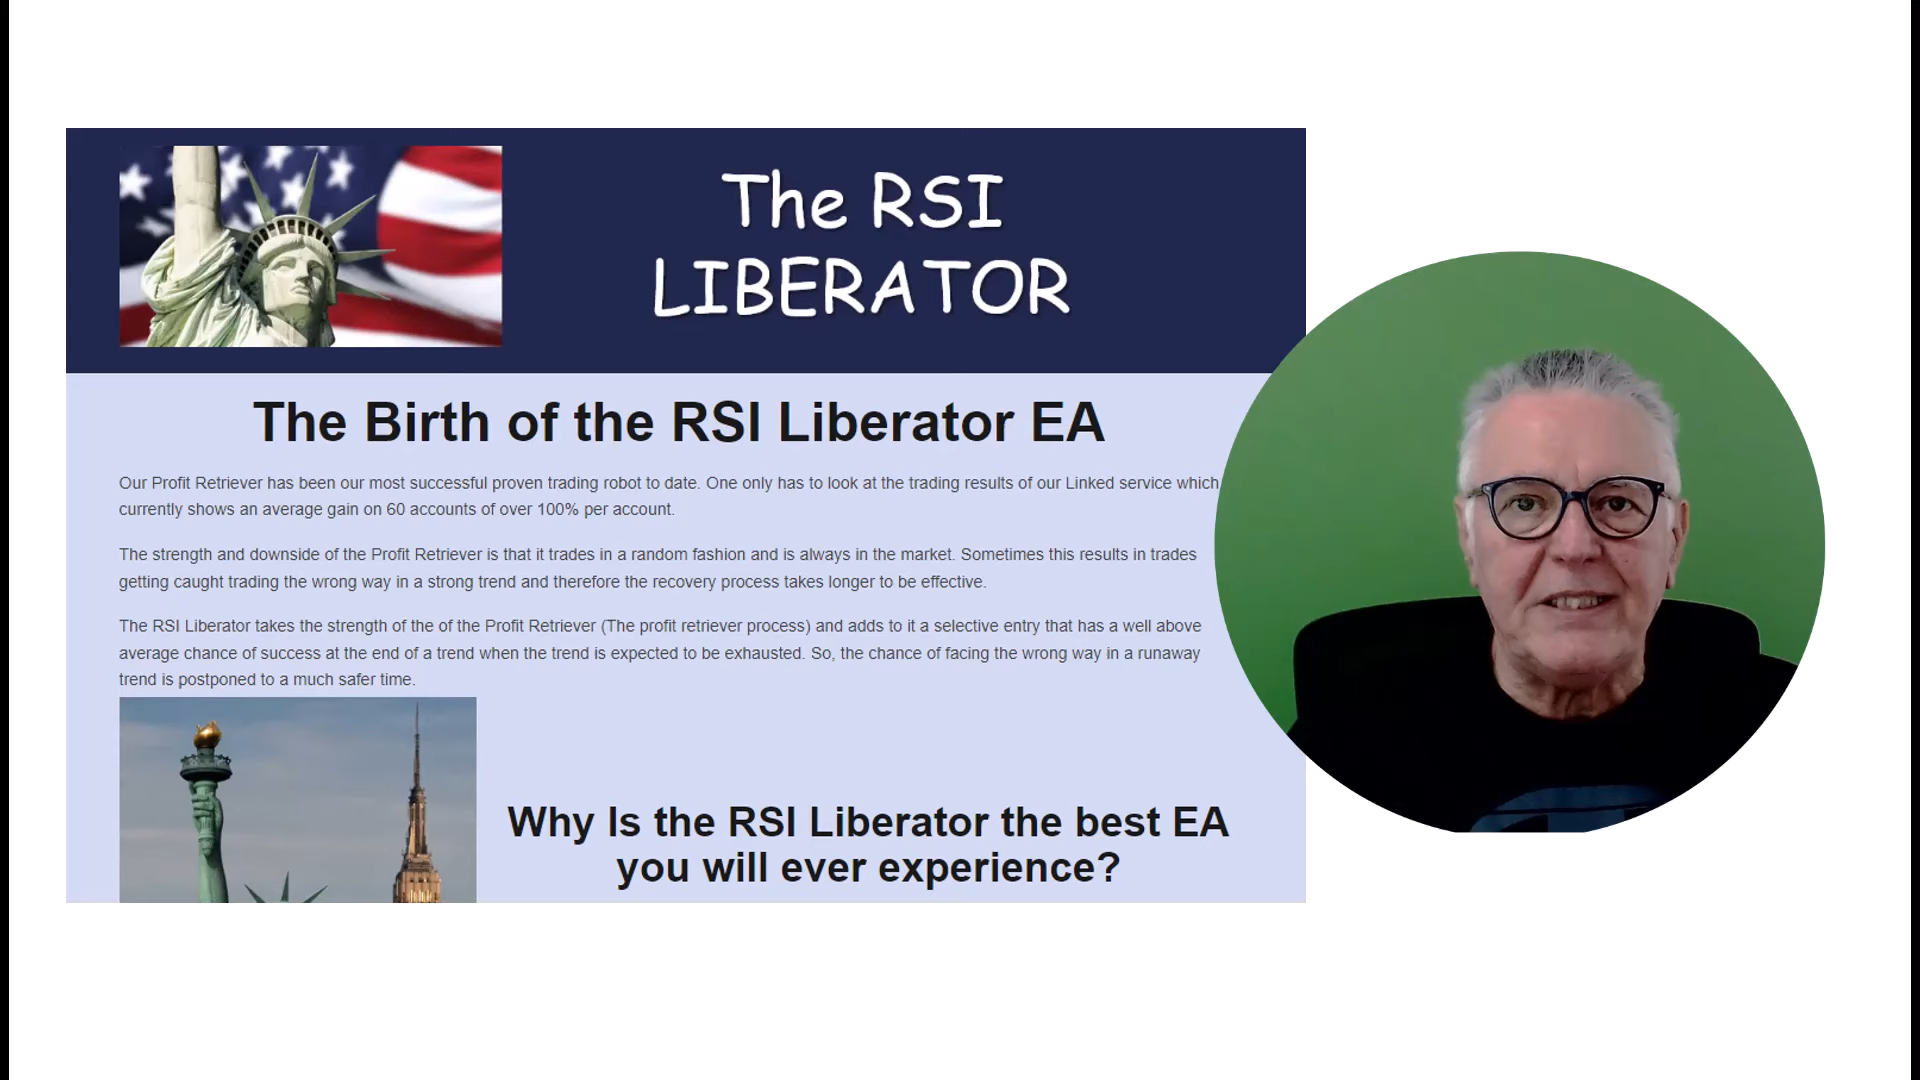 The RSI
LIBERATOR
The Birth of the RSI Liberator EA
Our Profit Retriever has been our most successful proven trading robot to date. One only has to look at the trading results of our Linked service which
currently shows an average gain on 60 accounts of over 100% per account.
The strength and downside of the Profit Retriever is that it trades in a random fashion and is always in the market. Sometimes this results in trades
getting caught trading the wrong way in a strong trend and therefore the recovery process takes longer to be effective.
The RSI Liberator takes the strength of the of the Profit Retriever (The profit retriever process) and adds to it a selective entry that has a well above
average chance of success at the end of a trend when the trend is expected to be exhausted. So, the chance of facing the wrong way in a runaway
trend is postponed to a much safer time.
Why Is the RSI Liberator the best EA
you will ever experience?